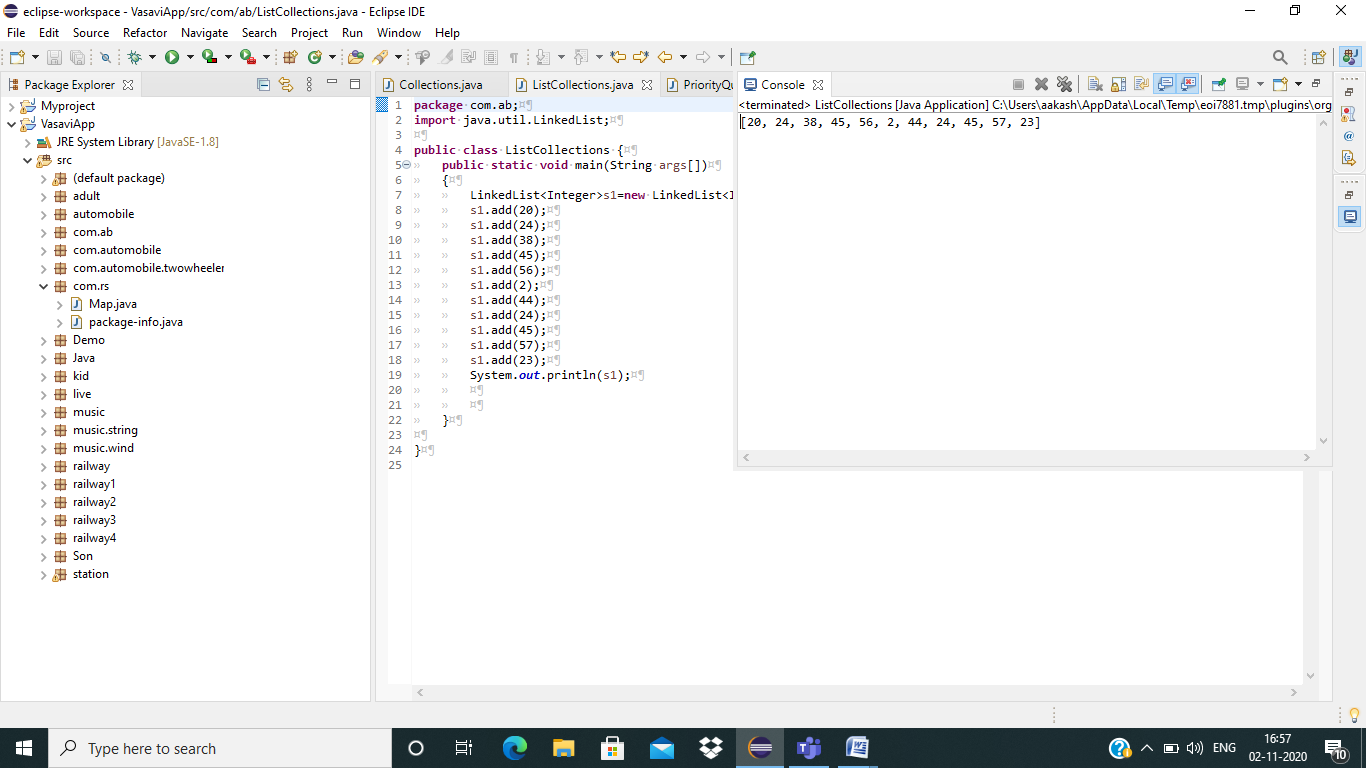 eclipse-workspace - VasaviApp/src/com/ab/ListCollections.java - Eclipse IDE
File Edit Source Refactor Navigate Search Project Run Window Help
Package Explorer
Myproject
VasaviApp
JRE System Library [JavaSE-1.8]
src
(default package)
adult
automobile
com.ab
com.automobile
com.automobile.twowheeler
com.rs
Map.java
package-info.java
Demo
Java
kid
live
music
music.string
music.wind
railway
railway1
railway2
railway3
railway4
Son
station
Collections.java ListCollections.java PriorityQu
1 package com.ab;¤¶
2 import java.util.LinkedList;¤¶
3 ¤¶
4 public class ListCollections {¤¶
5 » public static void main(String args[])¤¶
6 » {¤¶
7 » » LinkedList<Integer>s1=new LinkedList<I
8 » » s1.add(20);¤¶
9 » » s1.add(24);¤¶
10 » » s1.add(38);¤¶
11 » » s1.add(45);¤¶
12 » » s1.add(56);¤¶
13 » » s1.add(2);¤¶
14 » » s1.add(44);¤¶
15 » » s1.add(24);¤¶
16 » » s1.add(45);¤¶
17 » » s1.add(57);¤¶
18 » » s1.add(23);¤¶
19 » » System.out.println(s1);¤¶
20 » » ¤¶
21 » » ¤¶
22 » }¤¶
23 ¤¶
24 }¤¶
25
Console
<terminated> ListCollections [Java Application] C:\Users\aakash\AppData\Local\Temp\eoi7881.tmp\plugins\org
[20, 24, 38, 45, 56, 2, 44, 24, 45, 57, 23]
Type here to search
ENG
16:57
02-11-2020
10